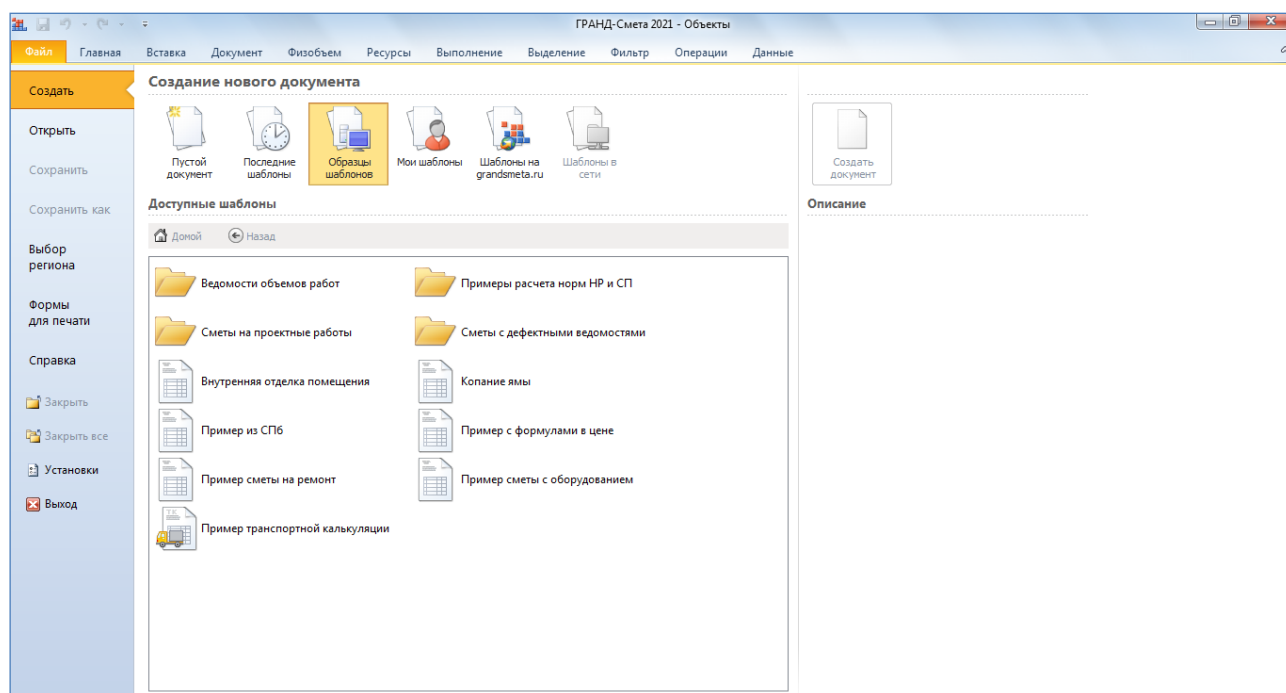 ГРАНД-Смета 2021 - Объекты
Файл Главная Вставка Документ Физобъем Ресурсы Выполнение Выделение Фильтр Операции Данные
Создать
Открыть
Сохранить
Сохранить как
Выбор
региона
Формы
для печати
Справка
Закрыть
Закрыть все
Установки
Выход
Создание нового документа
Пустой
документ
Последние
шаблоны
Образцы
шаблонов
Мои шаблоны
Шаблоны на
grandsmeta.ru
Шаблоны в
сети
Доступные шаблоны
Домой Назад
Ведомости объемов работ Примеры расчета норм НР и СП
Сметы на проектные работы Сметы с дефектными ведомостями
Внутренняя отделка помещения Копание ямы
Пример из СПб Пример с формулами в цене
Пример сметы на ремонт Пример сметы с оборудованием
ТК
Пример транспортной калькуляции
Создать
документ
Описание